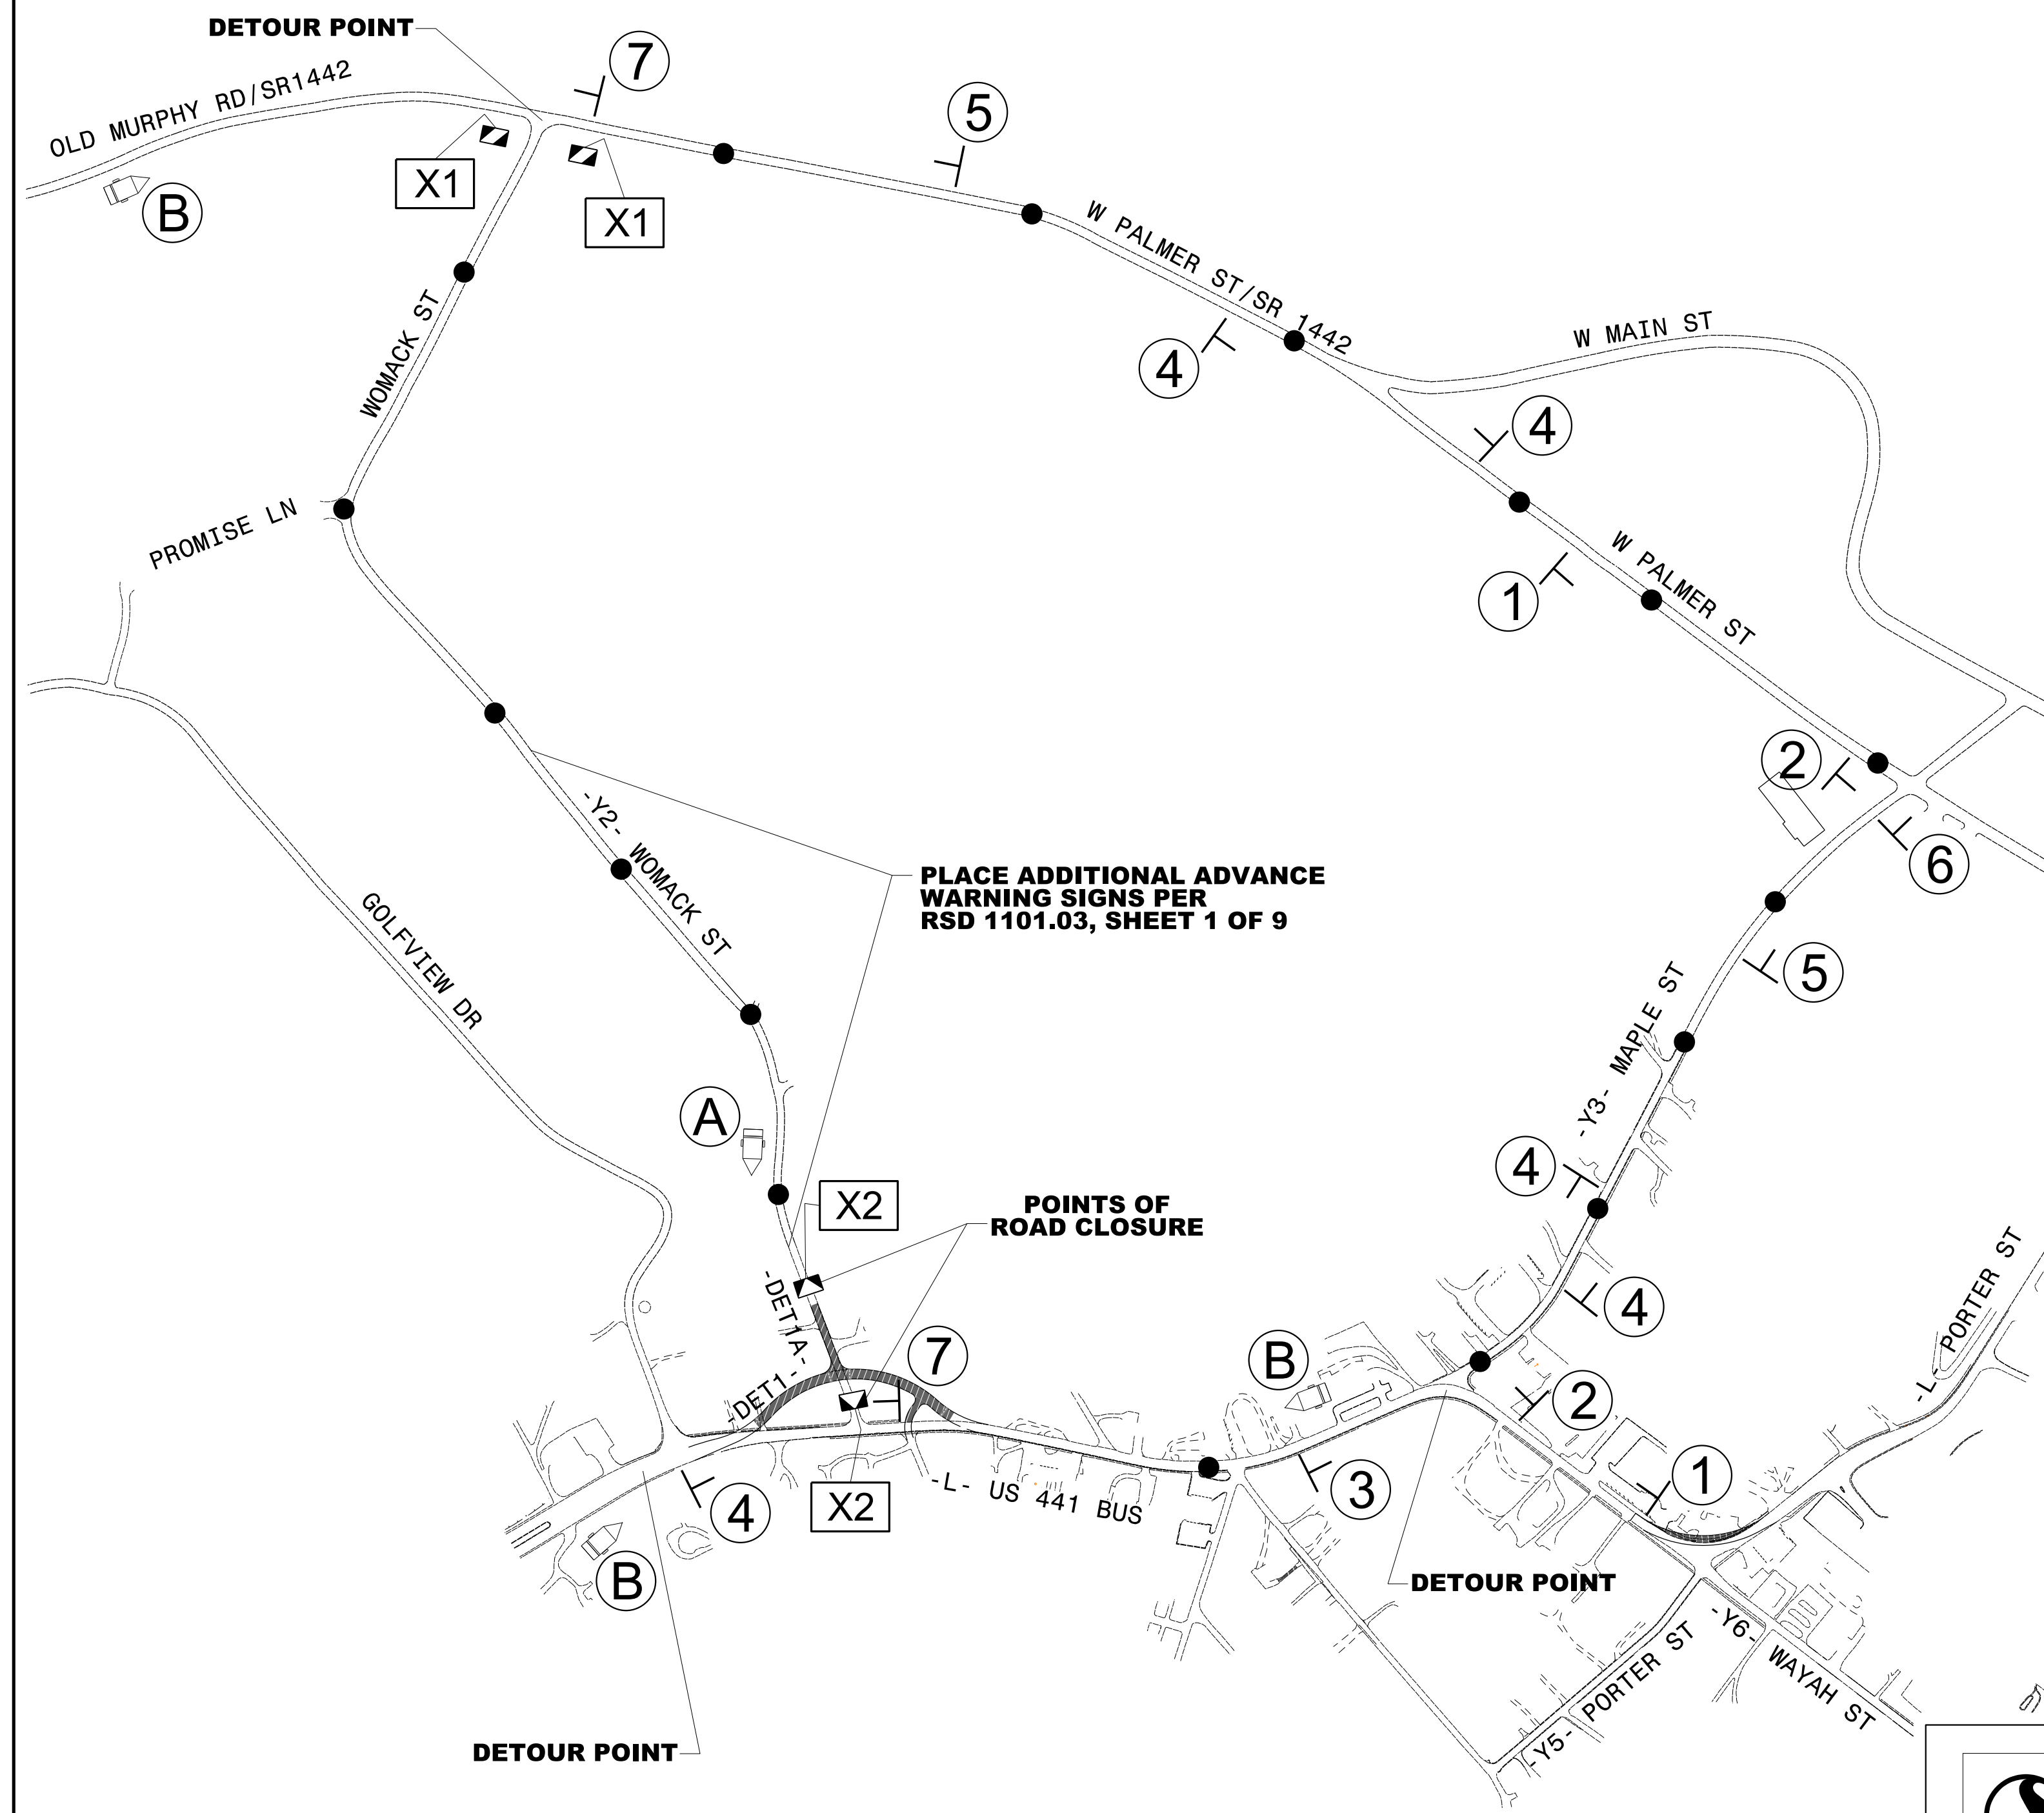 DETOUR POINT
7
OLD MURPHY RD/SR1442
5
X1
B
X1
W PALMER ST/SR 1442
W MAIN ST
4
WOMACK ST
4
PROMISE LN
W PALMER ST
1
2
-Y2- WOMACK ST
6
PLACE ADDITIONAL ADVANCE
WARNING SIGNS PER
RSD 1101.03, SHEET 1 OF 9
GOLFVIEW DR
5
-Y3- MAPLE ST
A
4
X2
POINTS OF
ROAD CLOSURE
-DET1A-
4
-L- PORTER ST
7
B
-DET1-
2
3
1
4
X2
-L- US 441 BUS
B
DETOUR POINT
-Y6- WAYAH ST
-Y5- PORTER ST
DETOUR POINT